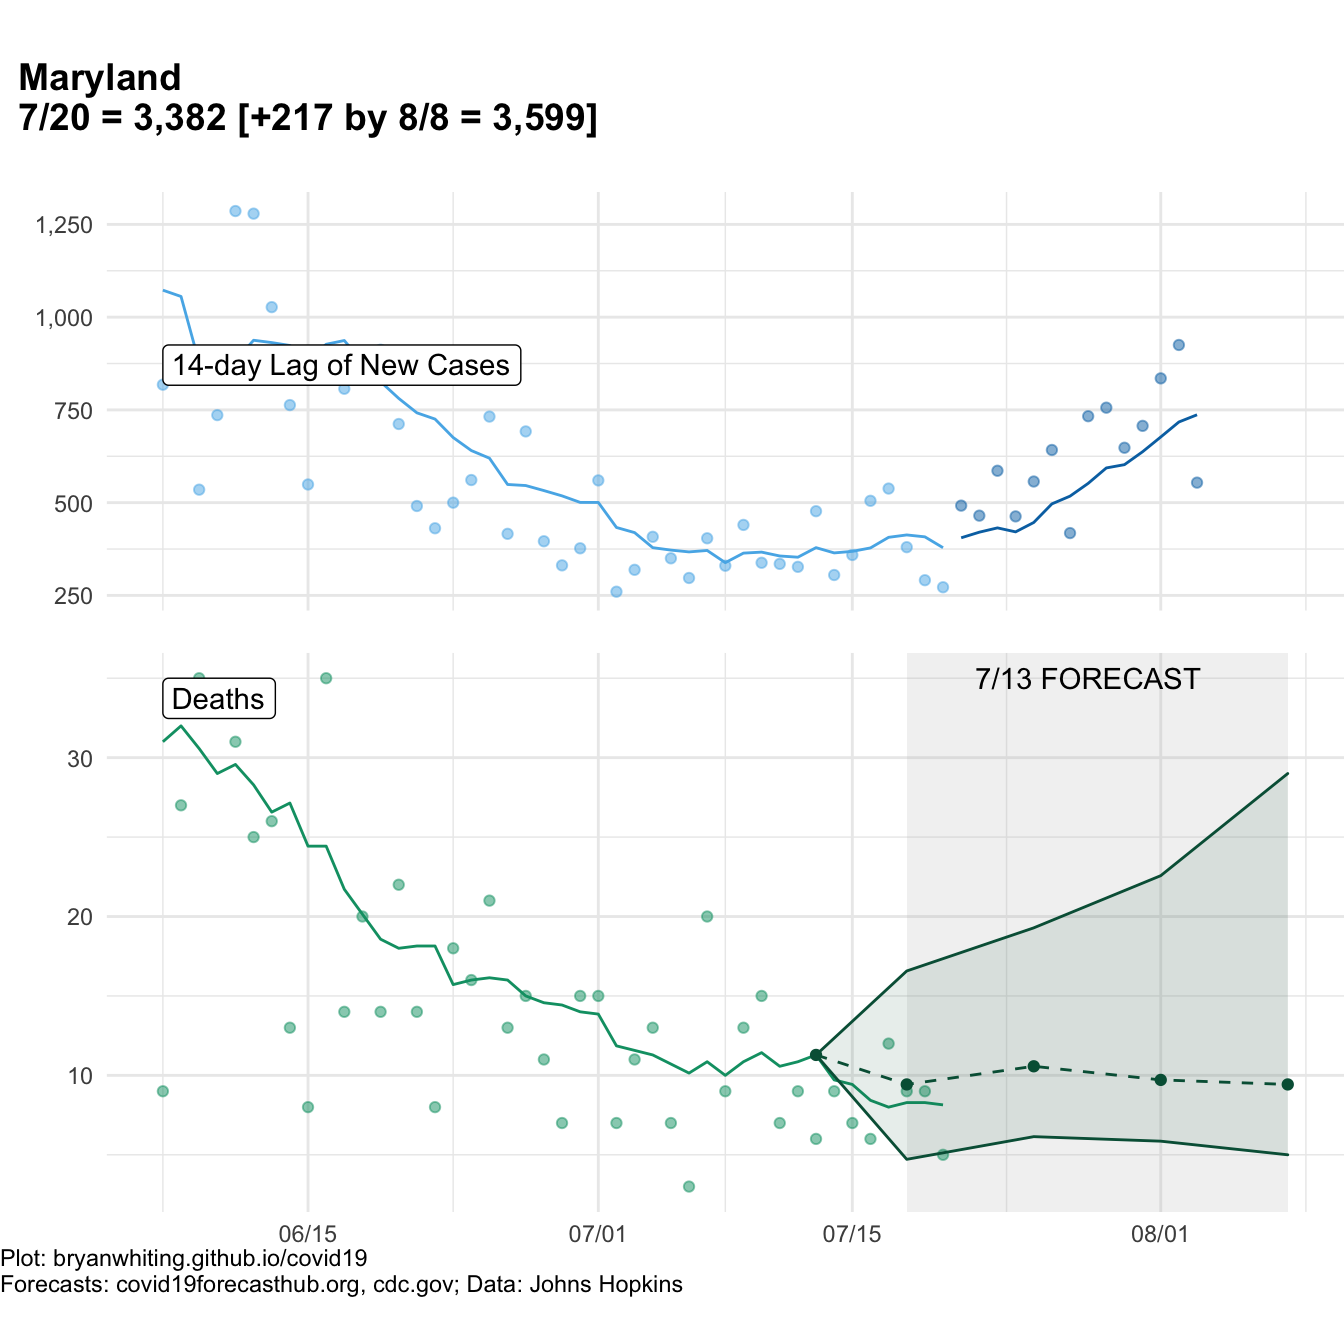 Maryland
7/20 = 3,382 [+217 by 8/8 = 3,599]
1,250
1,000
750
500
250
14-day Lag of New Cases
30
20
10
Deaths
7/13 FORECAST
06/15
07/01
07/15
08/01
Plot: bryanwhiting.github.io/covid19
Forecasts: covid19forecasthub.org, cdc.gov; Data: Johns Hopkins